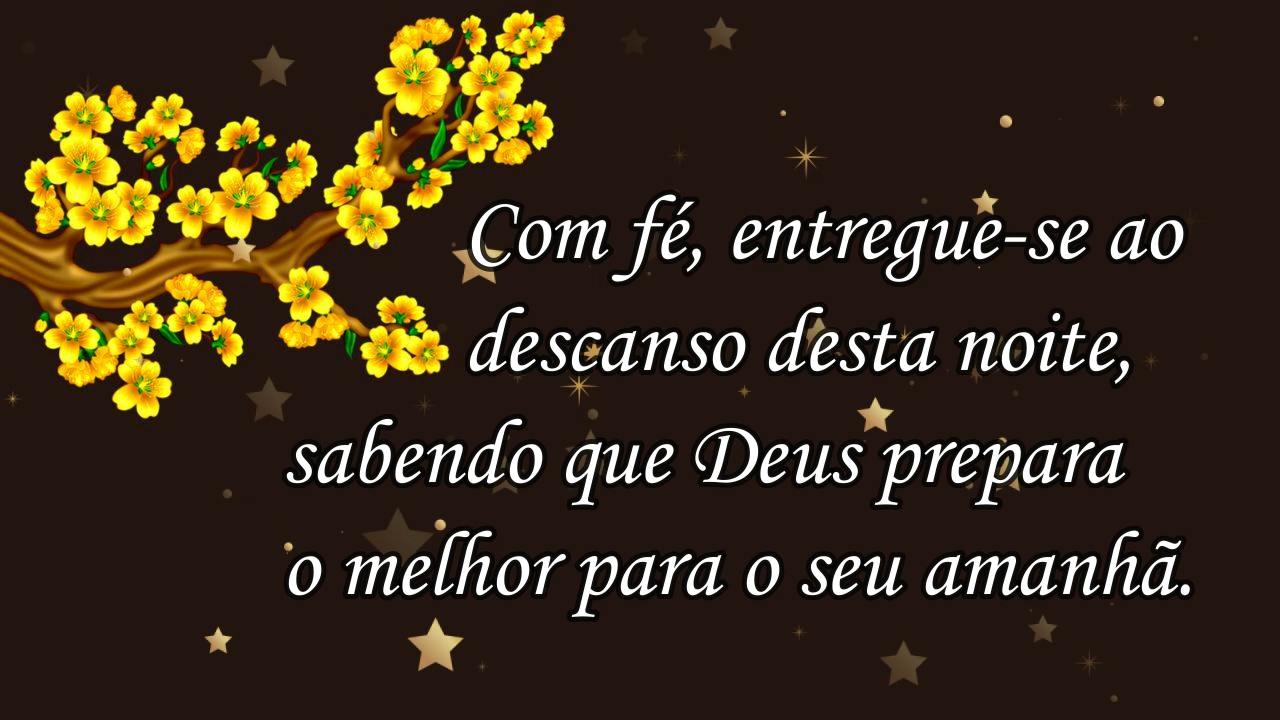 Com fé, entregue-se ao
descanso desta noite,
sabendo que Deus prepara
o melhor para o seu amanhã.